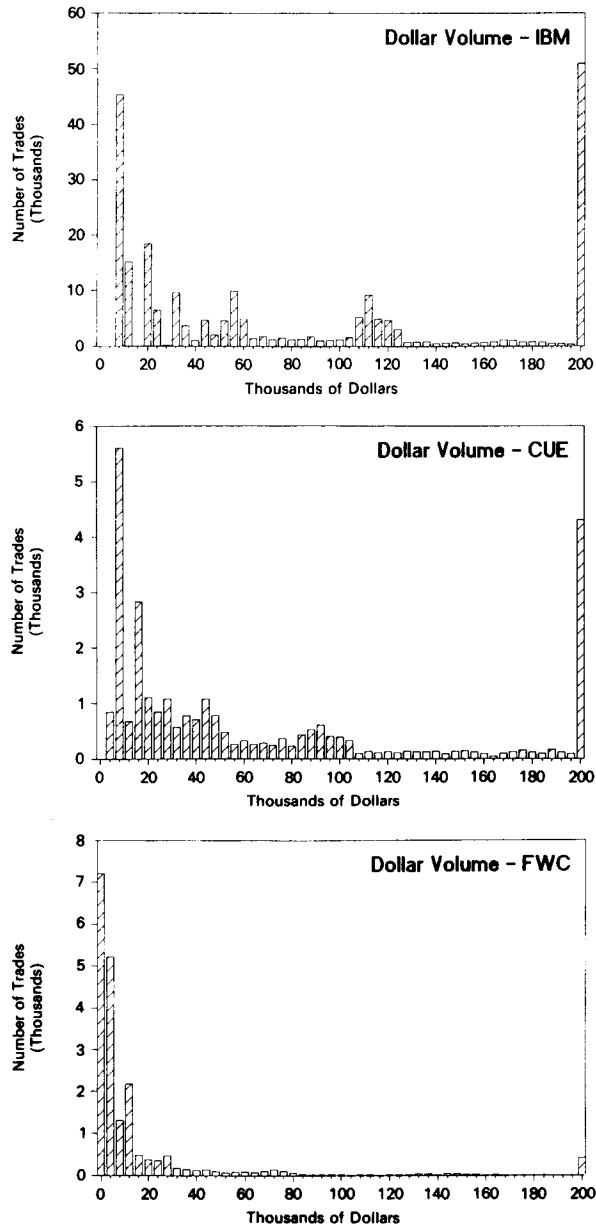 Dollar Volume - IBM
60
50
40
30
20
10
0
Number of Trades
(Thousands)
0 20 40 60 80 100 120 140 160 180 200
Thousands of Dollars
Dollar Volume - CUE
6
5
4
3
2
1
0
Number of Trades
(Thousands)
0 20 40 60 80 100 120 140 160 180 200
Thousands of Dollars
Dollar Volume - FWC
8
7
6
5
4
3
2
1
0
Number of Trades
(Thousands)
0 20 40 60 80 100 120 140 160 200
Thousands of Dollars